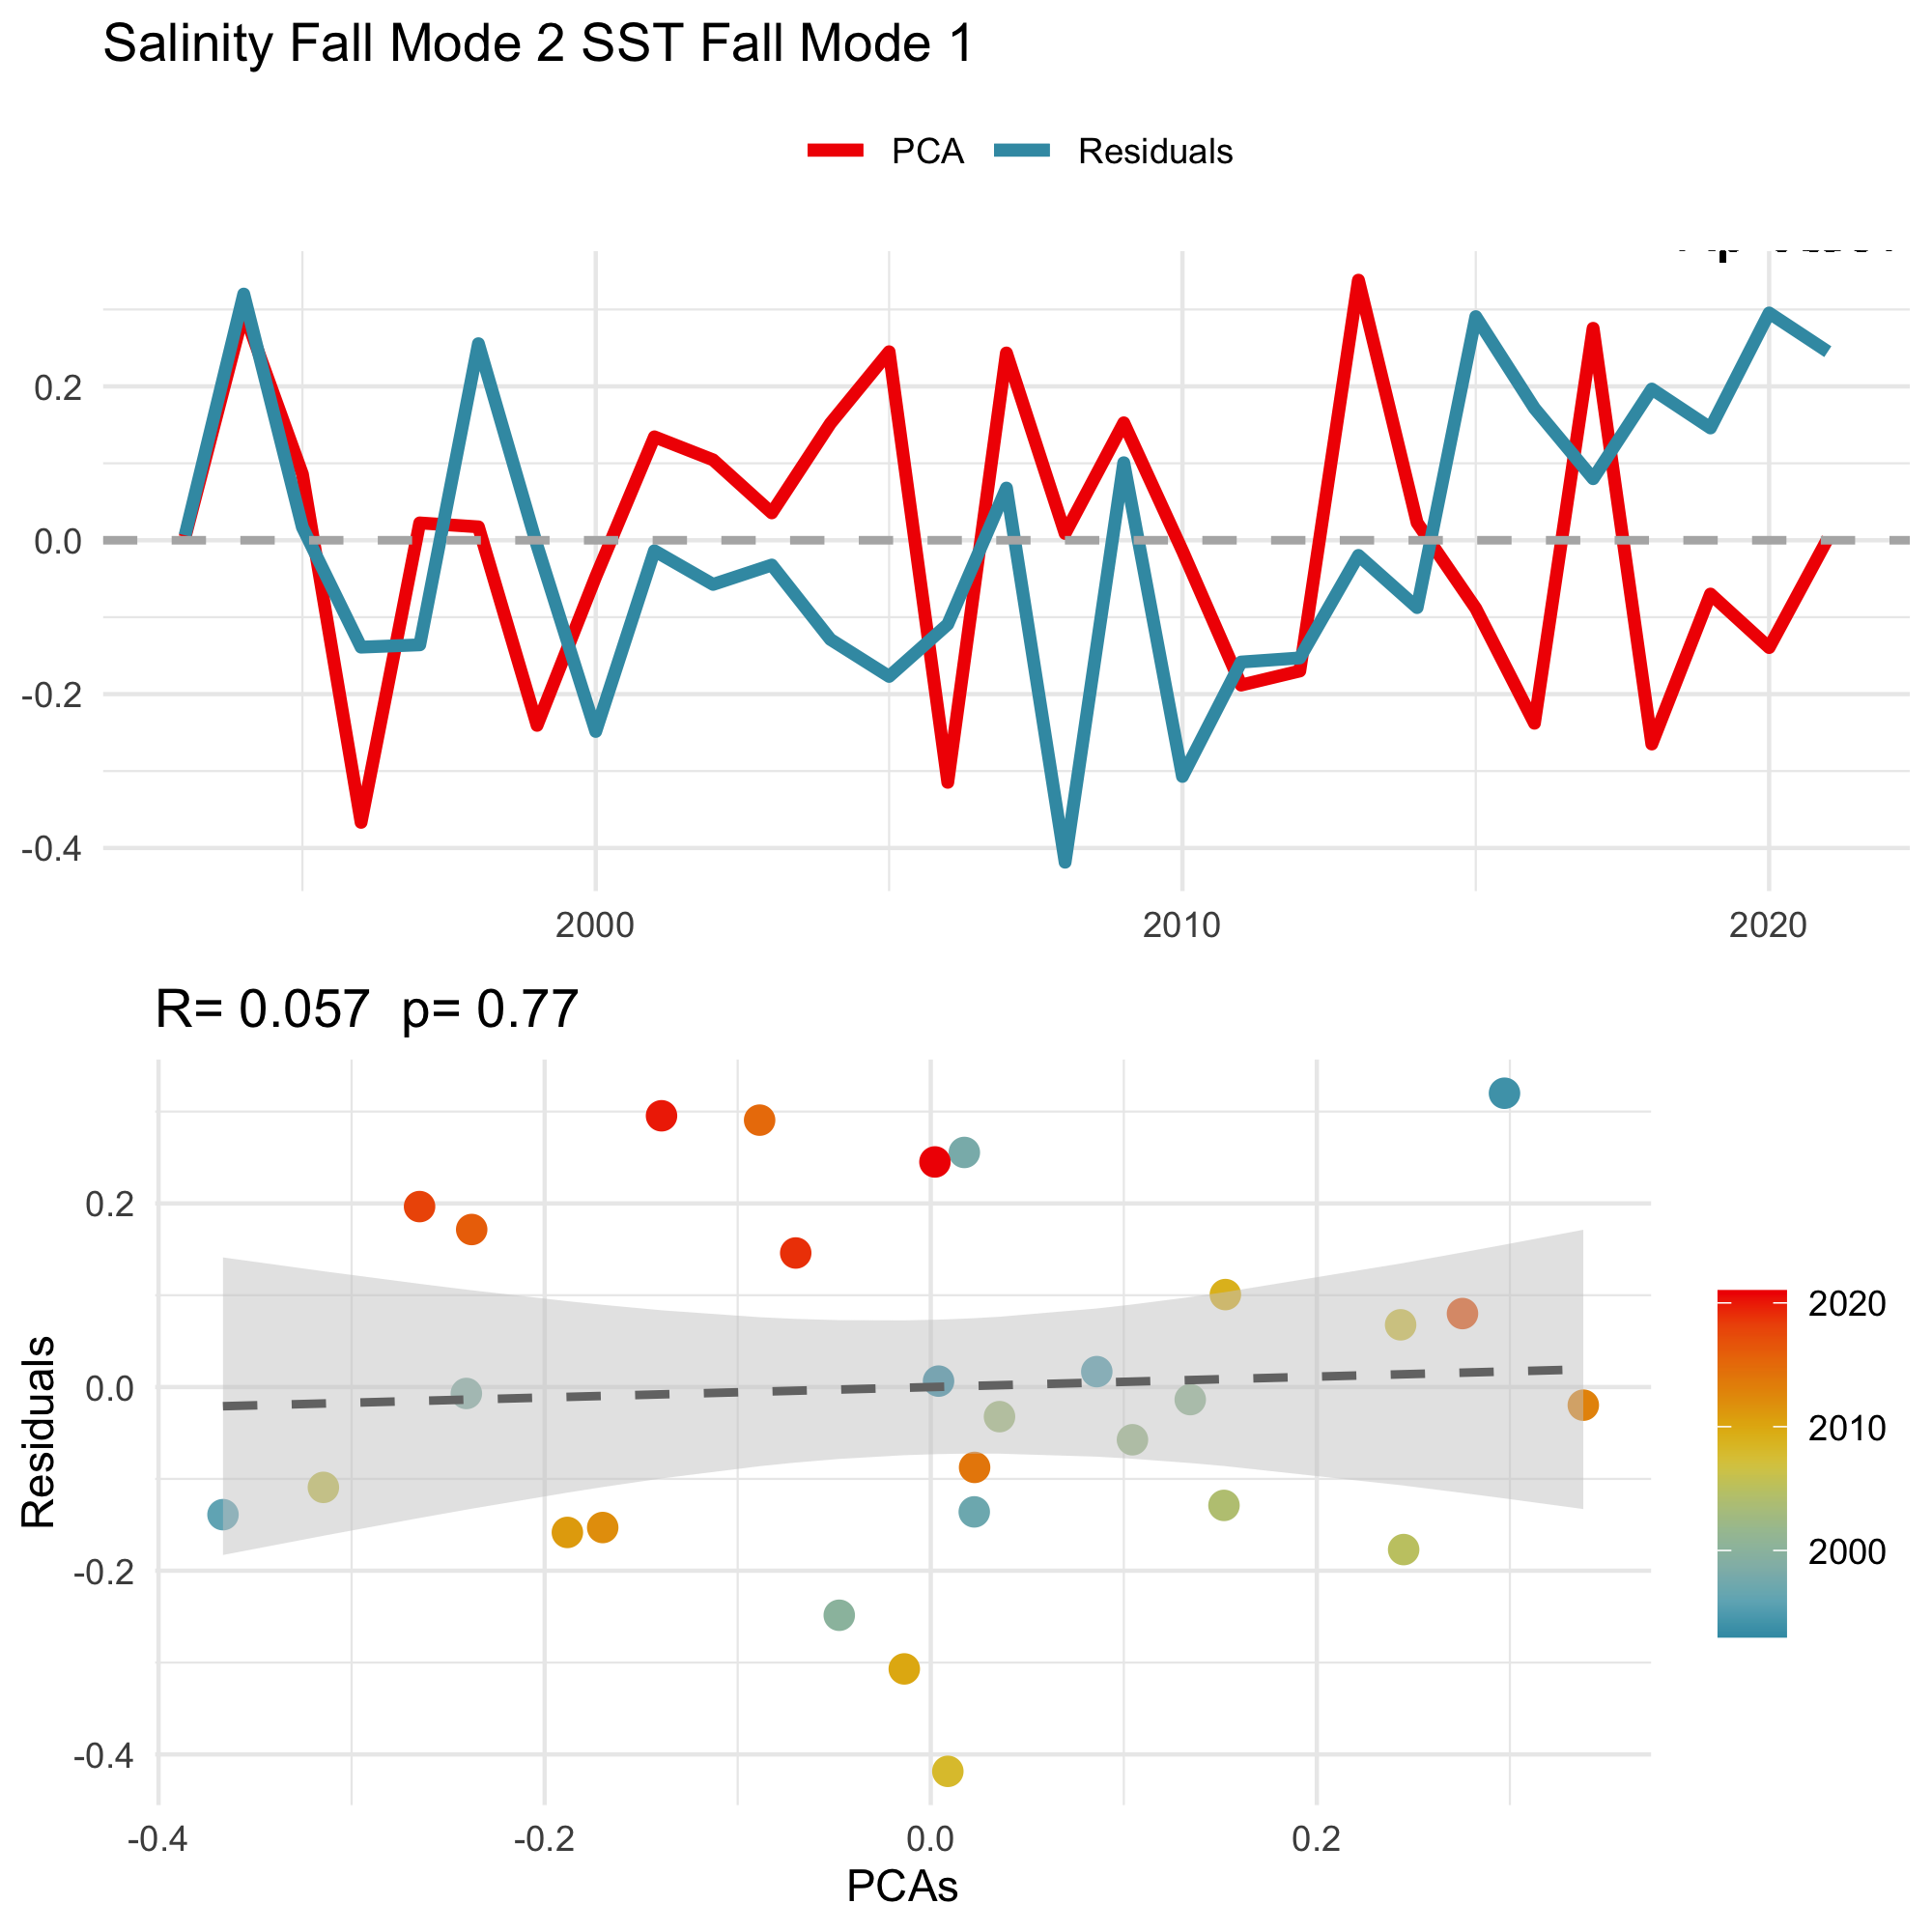 Salinity Fall Mode 2 SST Fall Mode 1
PCA Residuals
0.2
0.0
-0.2
-0.4
2000 2010 2020
R= 0.057 p= 0.77
Residuals
0.2
0.0
-0.2
-0.4
-0.4 -0.2 0.0 0.2
PCAs
2020
2010
2000